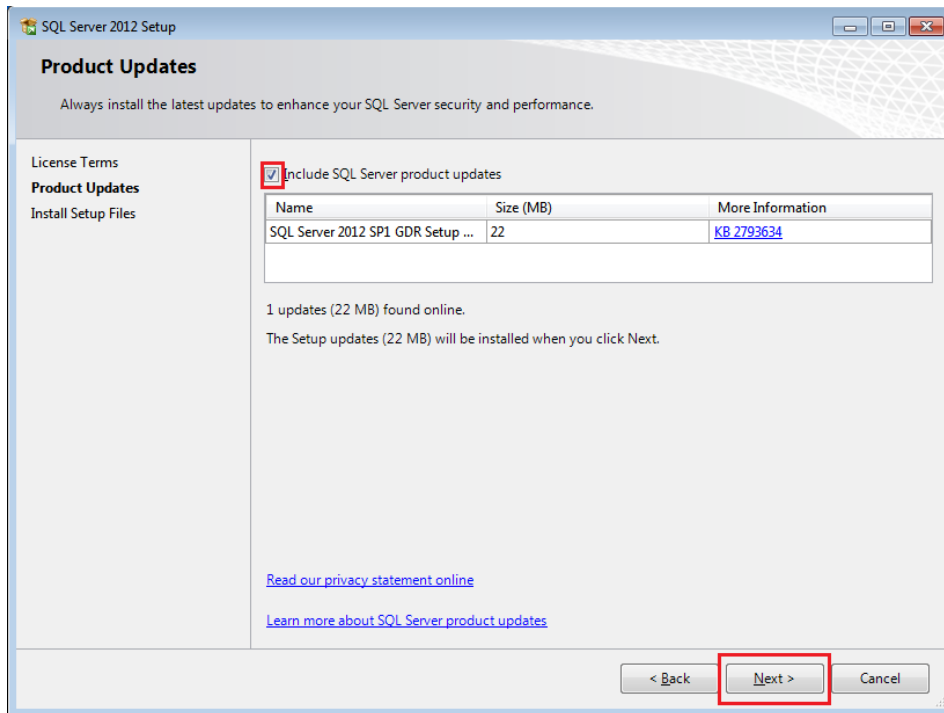 SQL Server 2012 Setup
Product Updates
Always install the latest updates to enhance your SQL Server security and performance.
License Terms
Product Updates
Install Setup Files
Include SQL Server product updates
Name Size (MB) More Information
SQL Server 2012 SP1 GDR Setup ... 22 KB 2793634
1 updates (22 MB) found online.
The Setup updates (22 MB) will be installed when you click Next.
Read our privacy statement online
Learn more about SQL Server product updates
< Back Next > Cancel